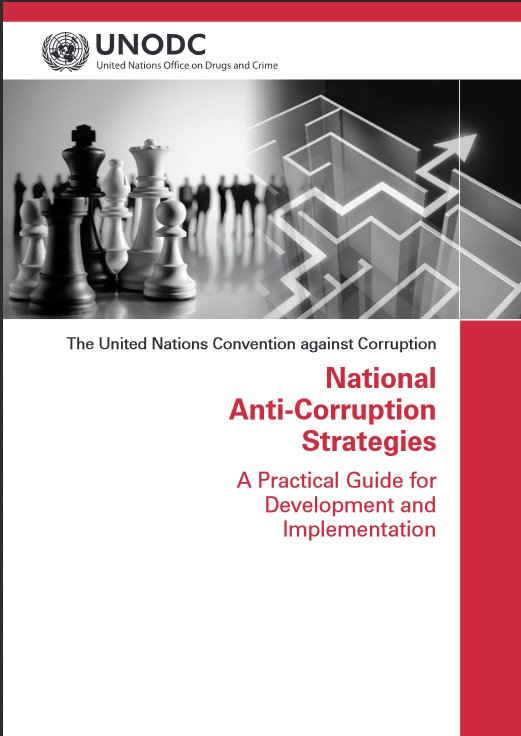 UNODC
United Nations Office on Drugs and Crime
The United Nations Convention against Corruption
National
Anti-Corruption
Strategies
A Practical Guide for
Development and
Implementation